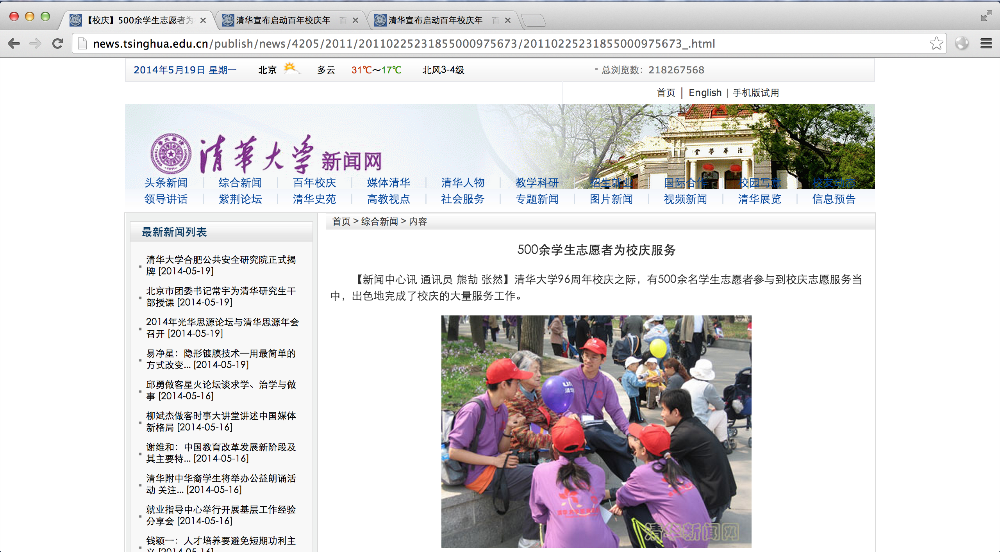 【校庆】500余学生志愿者为
清华宣布启动百年校庆年 百
清华宣布启动百年校庆年 百
news.tsinghua.edu.cn/publish/news/4205/2011/20110225231855000975673/20110225231855000975673_.html
2014年5月19日 星期一 北京 多云 31℃～17℃ 北风3-4级 总浏览数：218267568
首页 | English | 手机版试用
清华学堂
清華大学 新闻网
头条新闻 综合新闻 百年校庆 媒体清华 清华人物 教学科研 招生就业 国际合作 校园写意 校友动态
领导讲话 紫荆论坛 清华史苑 高教视点 社会服务 专题新闻 图片新闻 视频新闻 清华展览 信息预告
最新新闻列表
清华大学合肥公共安全研究院正式揭
牌 [2014-05-19]
北京市团委书记常宇为清华研究生干
部授课 [2014-05-19]
2014年光华思源论坛与清华思源年会
召开 [2014-05-19]
易净星：隐形镀膜技术—用最简单的
方式改变... [2014-05-19]
邱勇做客星火论坛谈求学、治学与做
事 [2014-05-16]
柳斌杰做客时事大讲堂讲述中国媒体
新格局 [2014-05-16]
谢维和：中国教育改革发展新阶段及
其主要特... [2014-05-16]
清华附中华裔学生将举办公益朗诵活
动 关注... [2014-05-16]
就业指导中心举行开展基层工作经验
分享会 [2014-05-16]
钱颖一：人才培养要避免短期功利主
义 [2014-05-16]
首页 > 综合新闻 > 内容
500余学生志愿者为校庆服务
【新闻中心讯 通讯员 熊劼 张然】清华大学96周年校庆之际，有500余名学生志愿者参与到校庆志愿服务当
中，出色地完成了校庆的大量服务工作。
清华新闻网